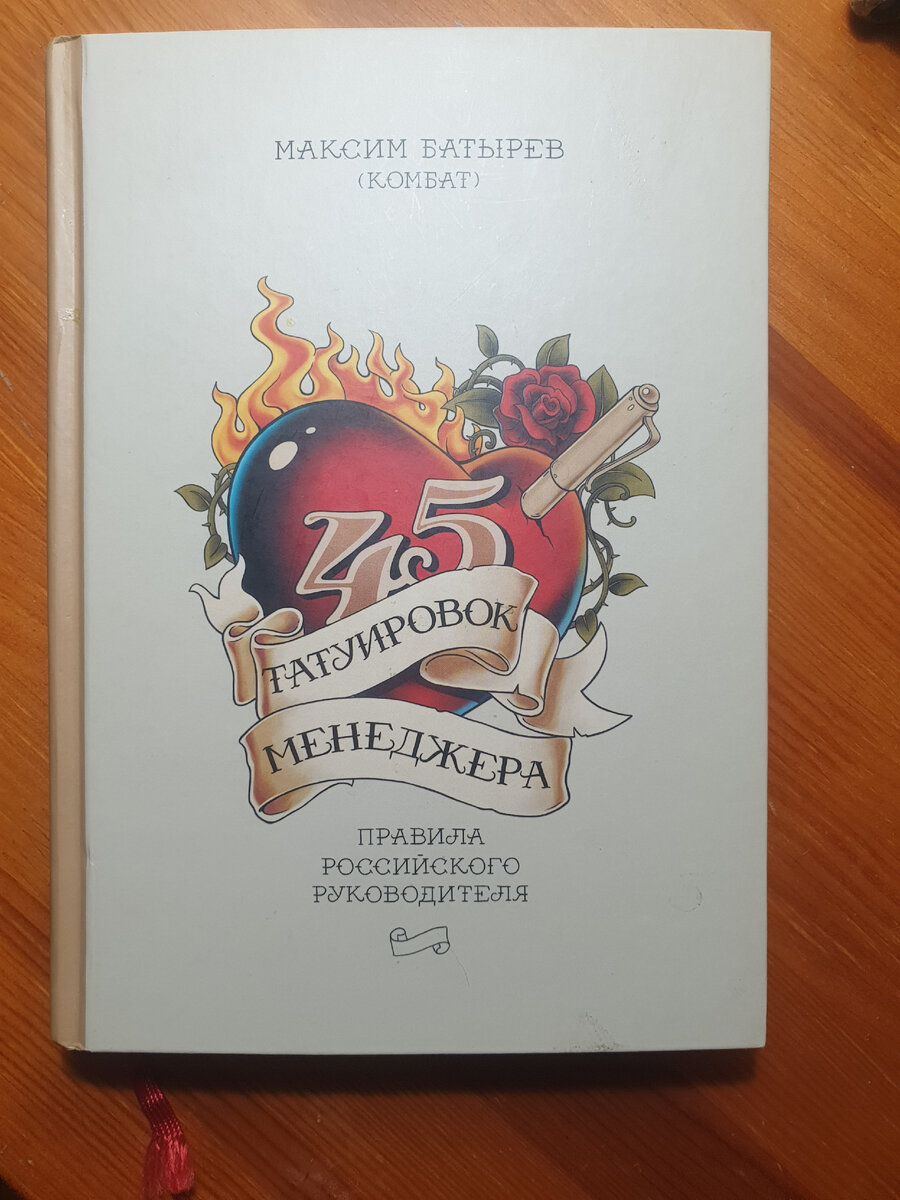 МАКСИМ БАТЫРЕВ
(КОМБАТ)
45
ТАТУИРОВОК
МЕНЕДЖЕРА
ПРАВИЛА
РОССИЙСКОГО
РУКОВОДИТЕЛЯ